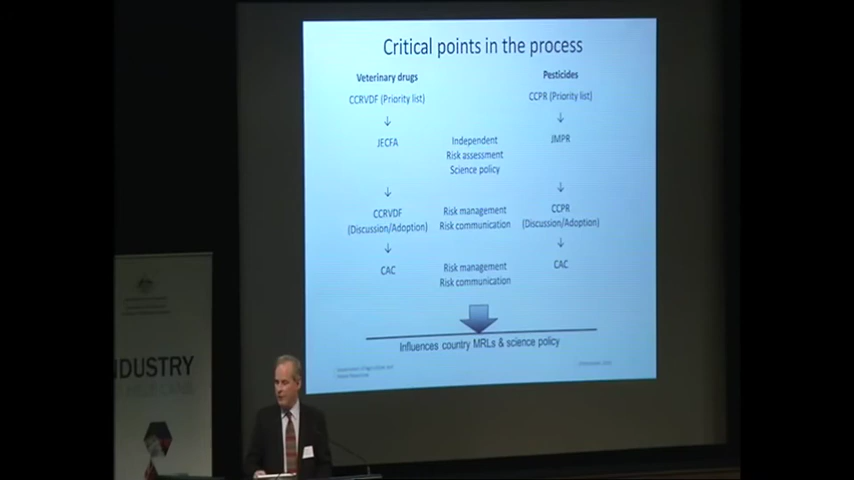 Critical points in the process
Veterinary drugs
Pesticides
CCRVDF (Priority list)
CCPR (Priority list)
↓
↓
JECFA
Independent
Risk assessment
Science policy
JMPR
↓
↓
CCRVDF
(Discussion/Adoption)
Risk management
Risk communication
CCPR
(Discussion/Adoption)
↓
↓
CAC
Risk management
Risk communication
CAC
Influences country MRLs & science policy
NDUSTRY